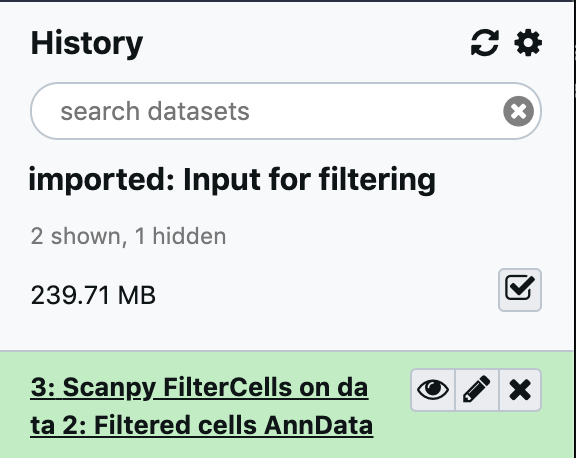 History
search datasets
imported: Input for filtering
2 shown, 1 hidden
239.71 MB
3: Scanpy FilterCells on da
ta 2: Filtered cells AnnData